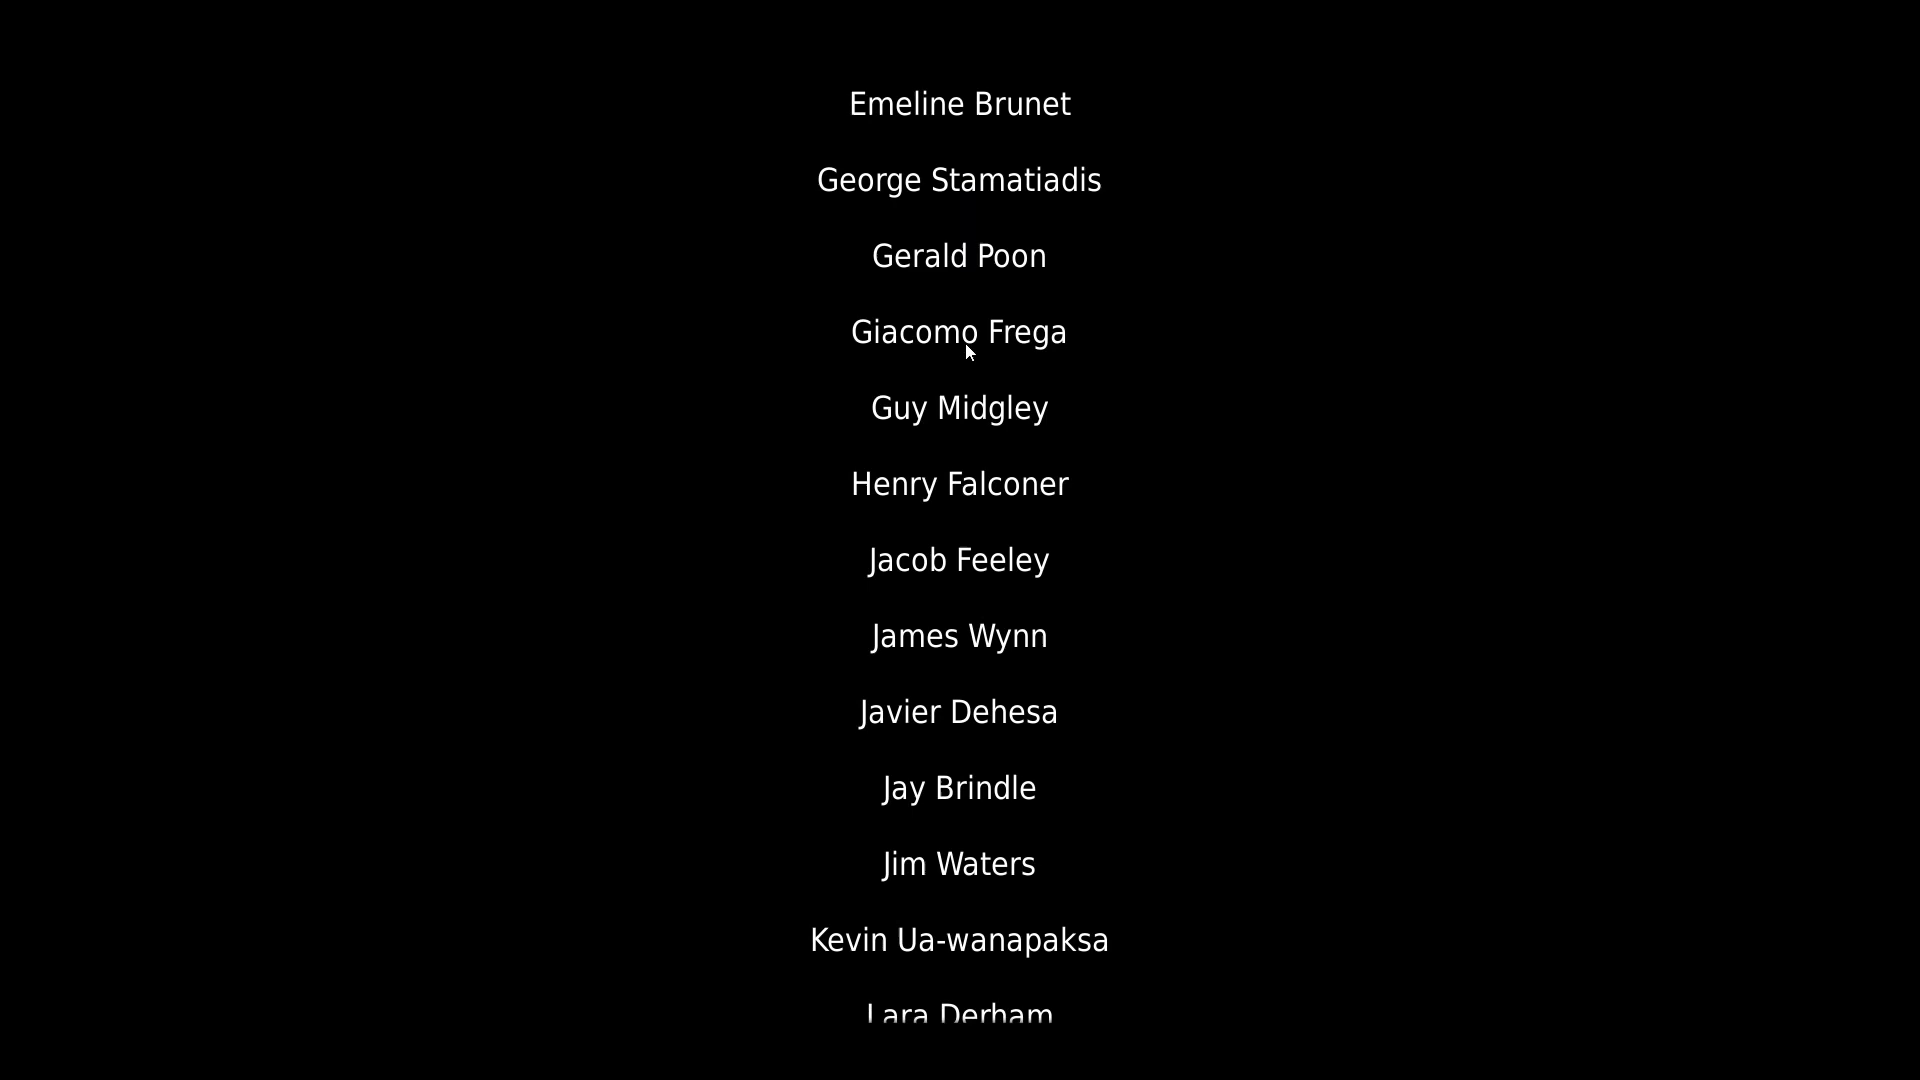 Emeline Brunet
George Stamatiadis
Gerald Poon
Giacomo Frega
Guy Midgley
Henry Falconer
Jacob Feeley
James Wynn
Javier Dehesa
Jay Brindle
Jim Waters
Kevin Ua-wanapaksa
Lara Derham